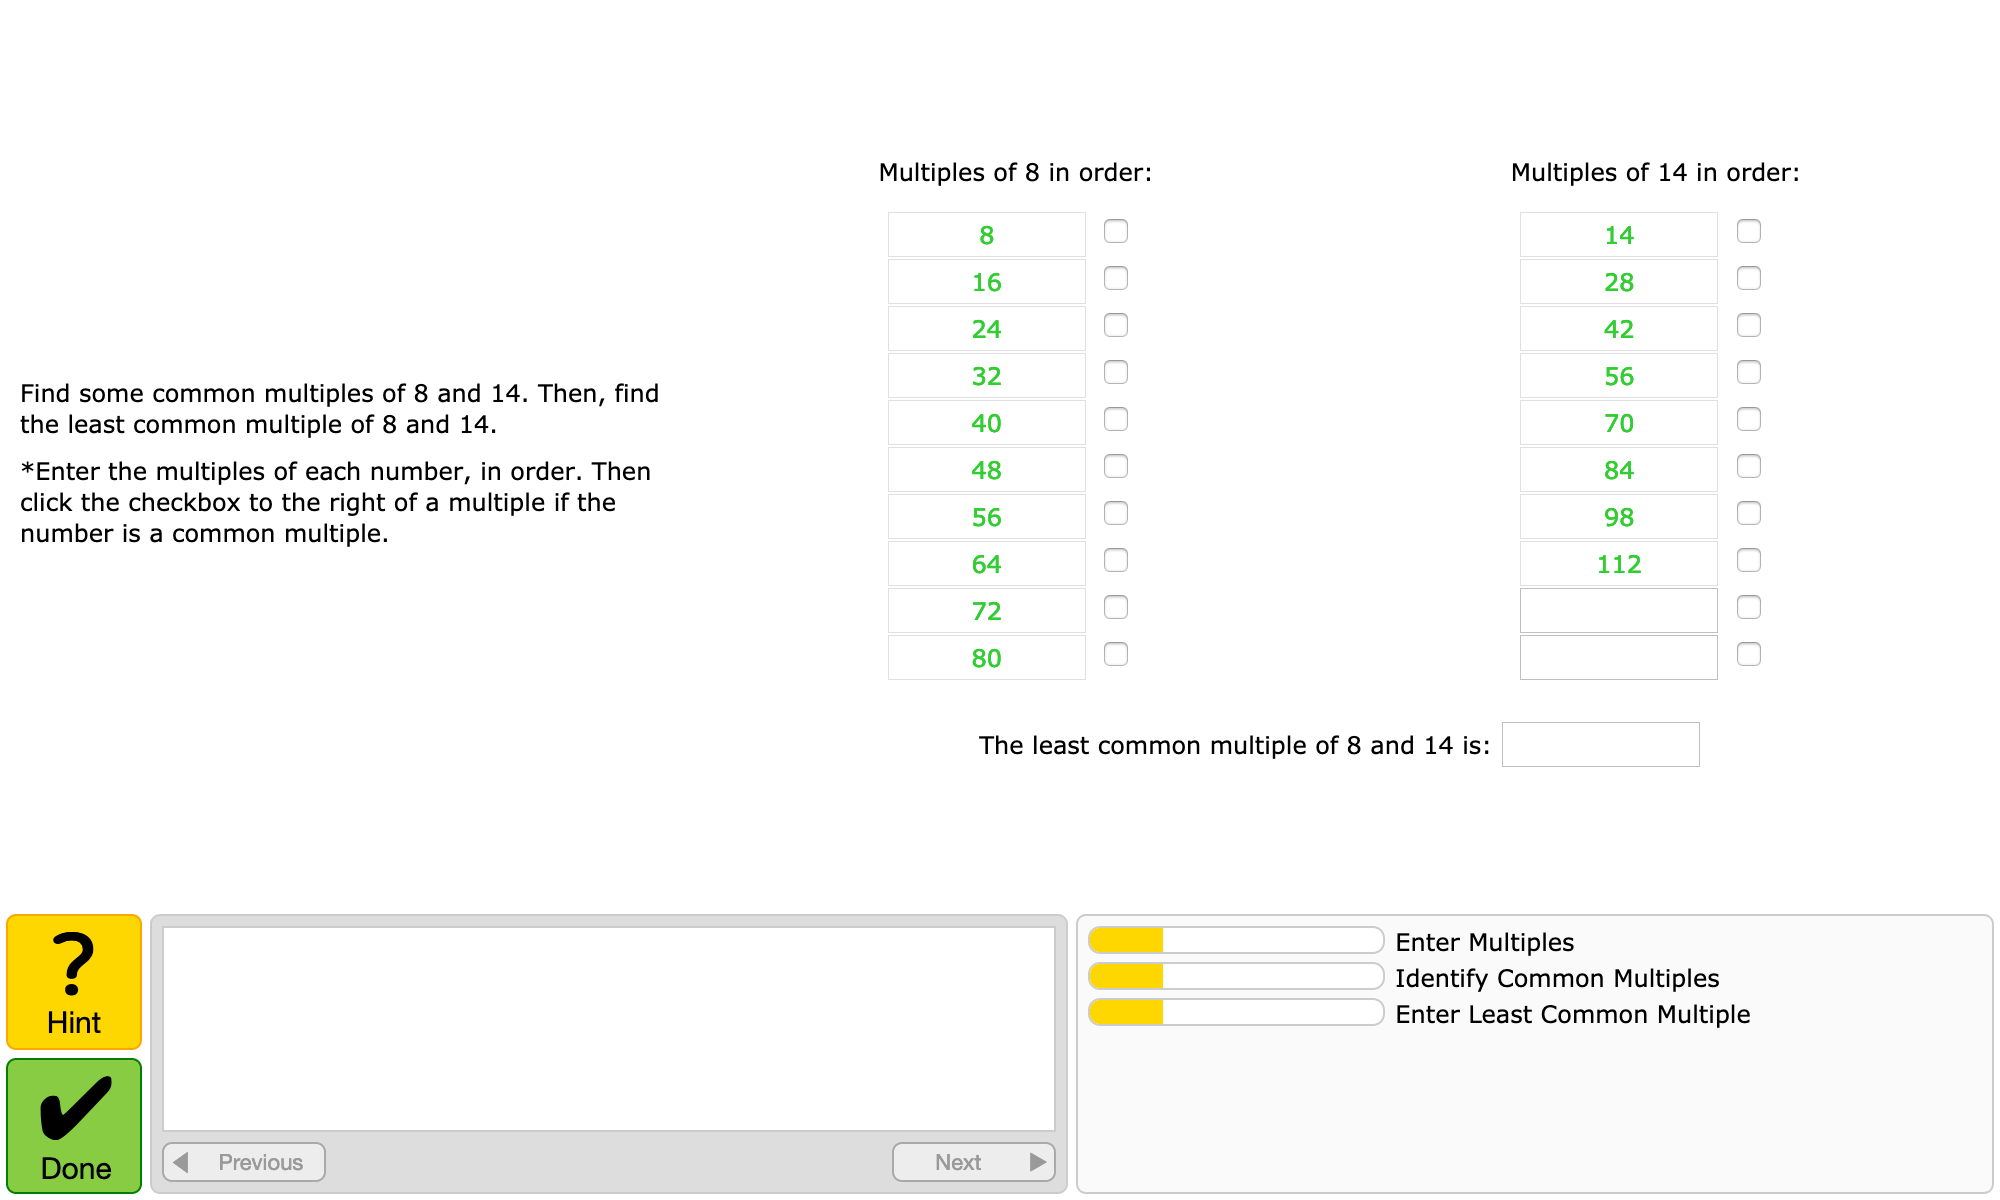 Multiples of 8 in order:
Multiples of 14 in order:
8
16
24
32
40
48
56
64
72
80
14
28
42
56
70
84
98
112
Find some common multiples of 8 and 14. Then, find
the least common multiple of 8 and 14.
*Enter the multiples of each number, in order. Then
click the checkbox to the right of a multiple if the
number is a common multiple.
The least common multiple of 8 and 14 is:
?
Hint
Done
Previous
Next
Enter Multiples
Identify Common Multiples
Enter Least Common Multiple